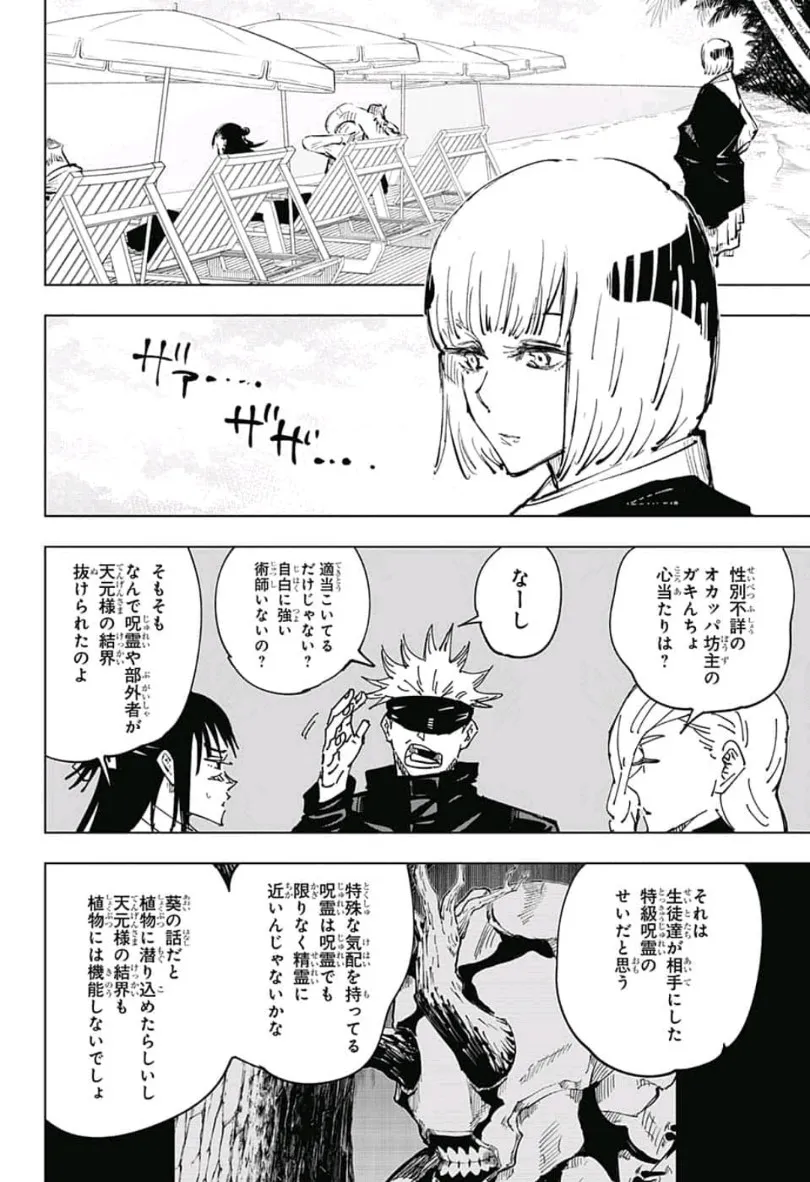 ザァ・・・・
ザザ・・・
性別不詳の
オカッパ坊主の
ガキんちょ
心当たりは？
なーし
適当こいてる
だけじゃない？
自白に強い
術師いないの？
そもそも
なんで呪霊や部外者が
天元様の結界
抜けられたのよ
それは
生徒達が相手にした
特級呪霊の
せいだと思う
特殊な気配を持ってる
呪霊は呪霊でも
限りなく精霊に
近いんじゃないかな
葵の話だと
植物に潜り込めたらしいし
天元様の結界も
植物には機能しないでしょ